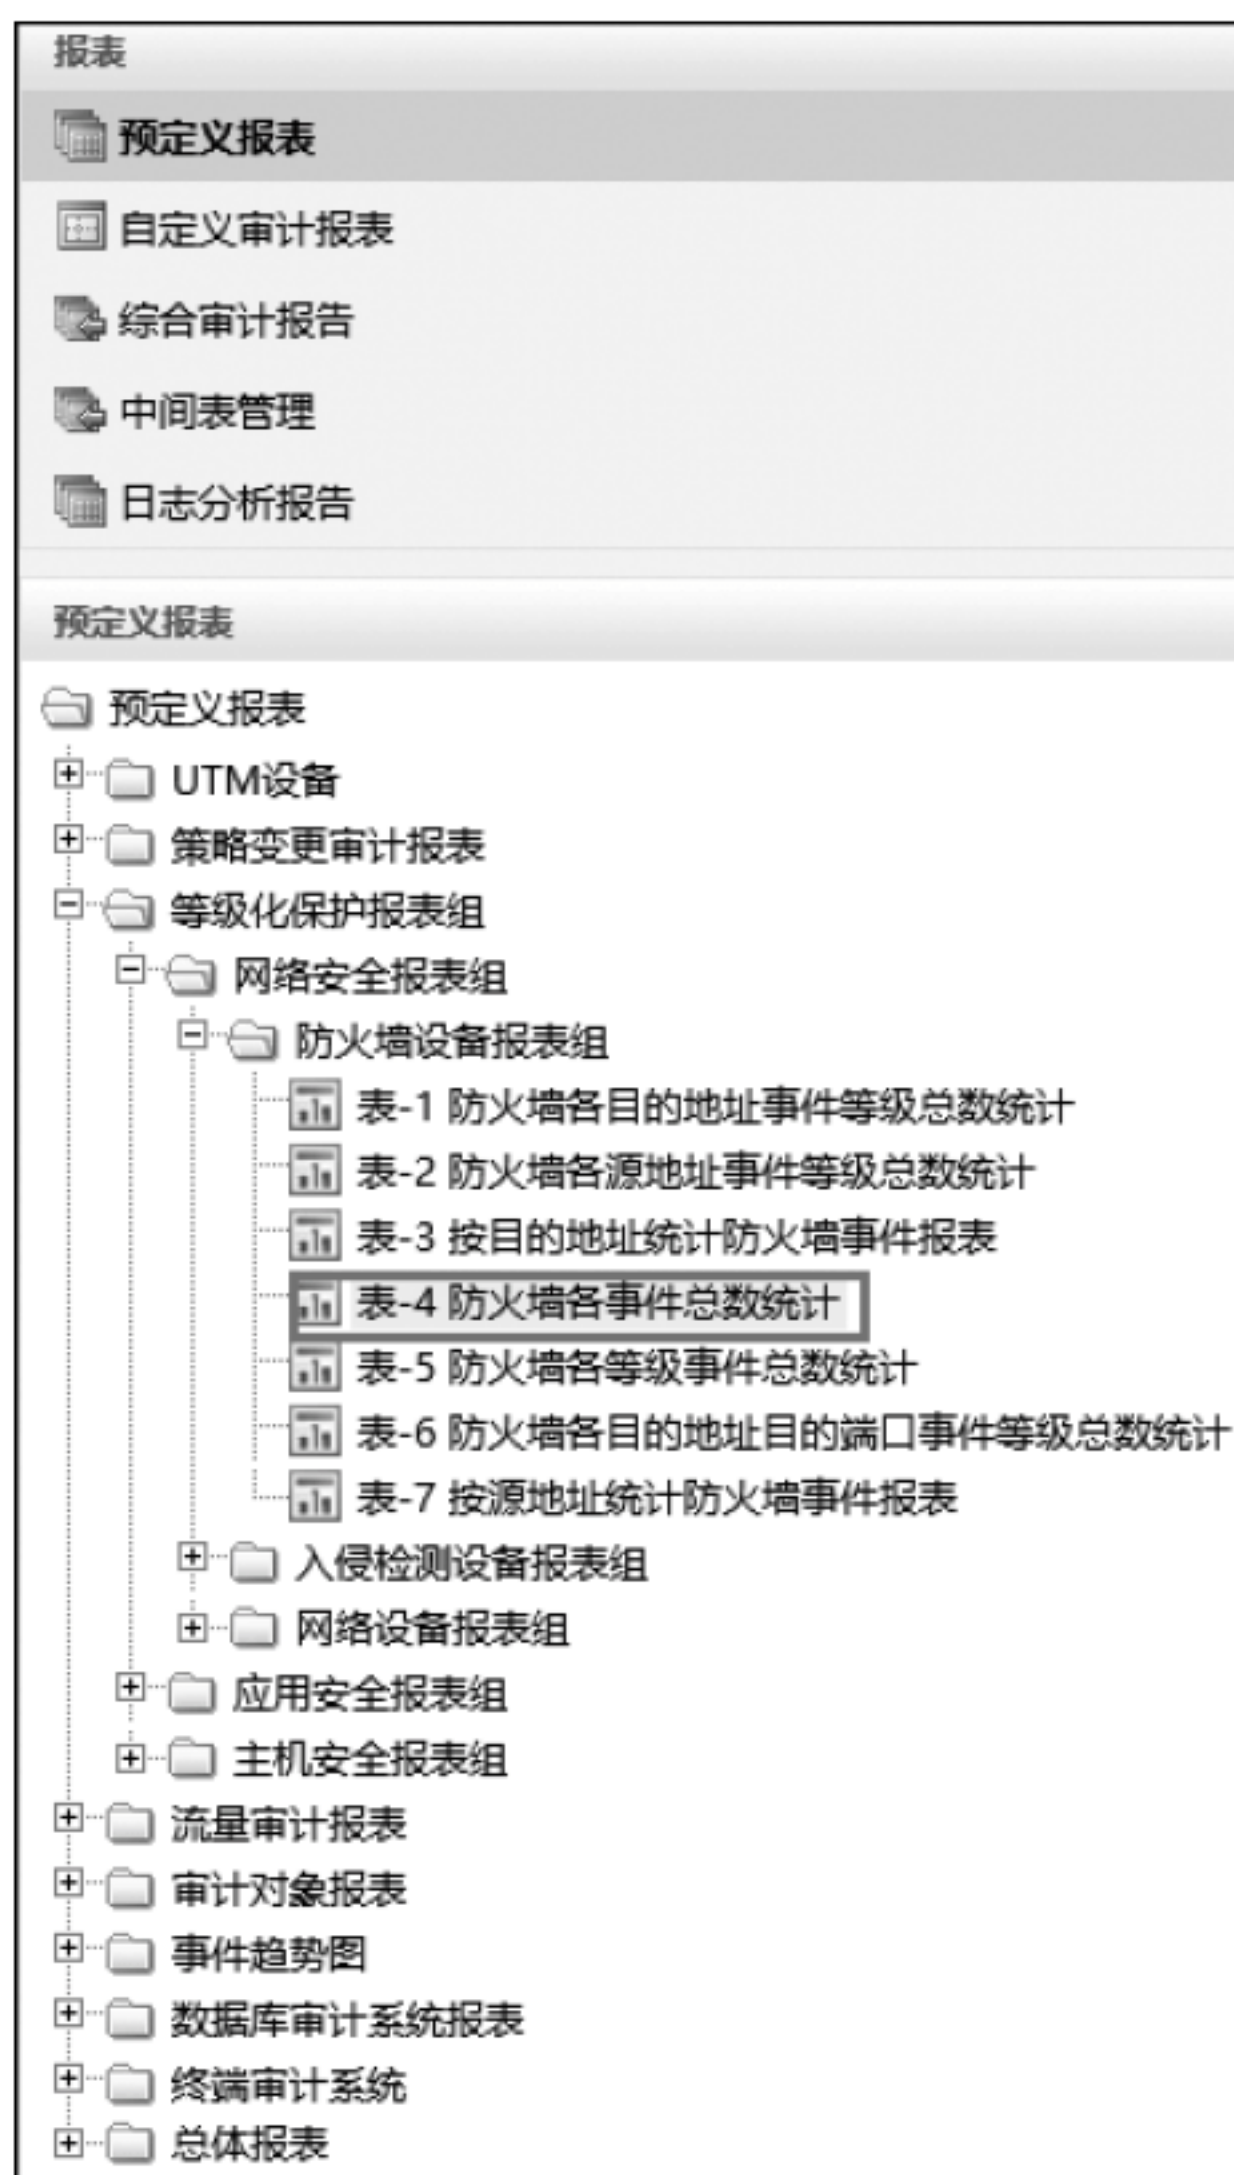 报表
预定义报表
自定义审计报表
综合审计报告
中间表管理
日志分析报告
预定义报表
预定义报表
UTM设备
策略变更审计报表
等级化保护报表组
网络安全报表组
防火墙设备报表组
表-1 防火墙各目的地址事件等级总数统计
表-2 防火墙各源地址事件等级总数统计
表-3 按目的地址统计防火墙事件报表
表-4 防火墙各事件总数统计
表-5 防火墙各等级事件总数统计
表-6 防火墙各目的地址目的端口事件等级总数统计
表-7 按源地址统计防火墙事件报表
入侵检测设备报表组
网络设备报表组
应用安全报表组
主机安全报表组
流量审计报表
审计对象报表
事件趋势图
数据库审计系统报表
终端审计系统
总体报表